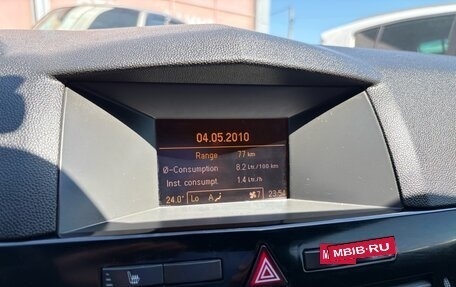 04.05.2010
Range 77 km
Ø-Consumption 8.2 Ltr./100 km
Inst consumpt. 1.4 Ltr./h
24.0° Lo A 7 23:54
MBIB·RU